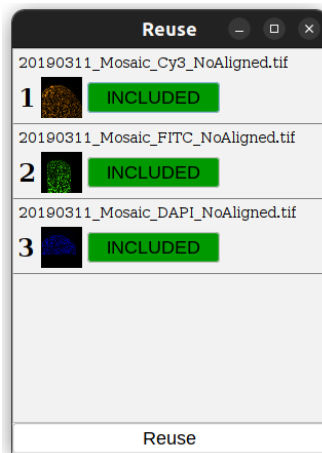 Reuse
20190311_Mosaic_Cy3_NoAligned.tif
1 INCLUDED
20190311_Mosaic_FITC_NoAligned.tif
2 INCLUDED
20190311_Mosaic_DAPI_NoAligned.tif
3 INCLUDED
Reuse